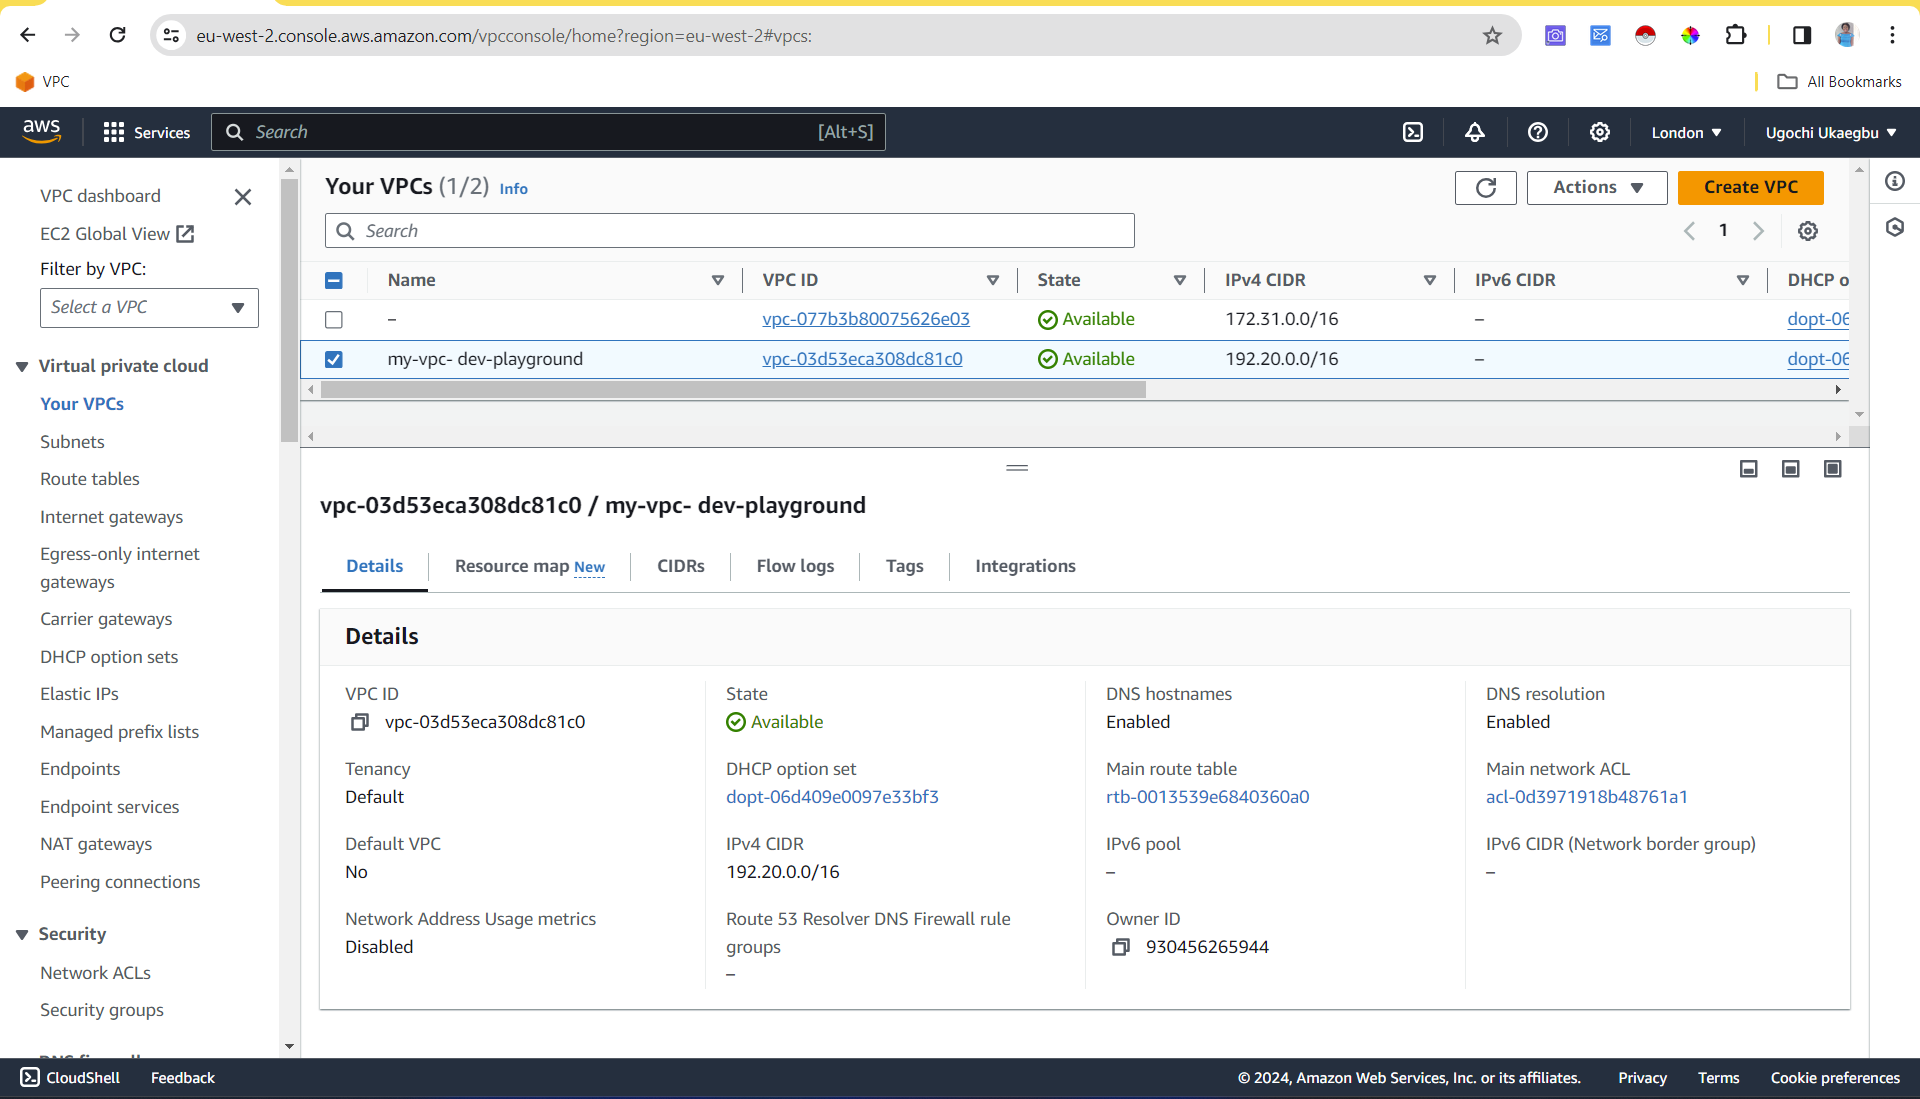 eu-west-2.console.aws.amazon.com/vpcconsole/home?region=eu-west-2#vpcs:
VPC
All Bookmarks
aws
Services
Search
[Alt+S]
London
Ugochi Ukaegbu
VPC dashboard
EC2 Global View
Filter by VPC:
Select a VPC
Virtual private cloud
Your VPCs
Subnets
Route tables
Internet gateways
Egress-only internet
gateways
Carrier gateways
DHCP option sets
Elastic IPs
Managed prefix lists
Endpoints
Endpoint services
NAT gateways
Peering connections
Security
Network ACLs
Security groups
Your VPCs (1/2) Info
Actions
Create VPC
Search
1
Name VPC ID State IPv4 CIDR IPv6 CIDR DHCP o
– vpc-077b3b80075626e03 Available 172.31.0.0/16 – dopt-06
my-vpc- dev-playground vpc-03d53eca308dc81c0 Available 192.20.0.0/16 – dopt-06
vpc-03d53eca308dc81c0 / my-vpc- dev-playground
Details Resource map New CIDRs Flow logs Tags Integrations
Details
VPC ID
vpc-03d53eca308dc81c0
State
Available
DNS hostnames
Enabled
DNS resolution
Enabled
Tenancy
Default
DHCP option set
dopt-06d409e0097e33bf3
Main route table
rtb-0013539e6840360a0
Main network ACL
acl-0d3971918b48761a1
Default VPC
No
IPv4 CIDR
192.20.0.0/16
IPv6 pool
–
IPv6 CIDR (Network border group)
–
Network Address Usage metrics
Disabled
Route 53 Resolver DNS Firewall rule
groups
–
Owner ID
930456265944
CloudShell
Feedback
© 2024, Amazon Web Services, Inc. or its affiliates.
Privacy
Terms
Cookie preferences